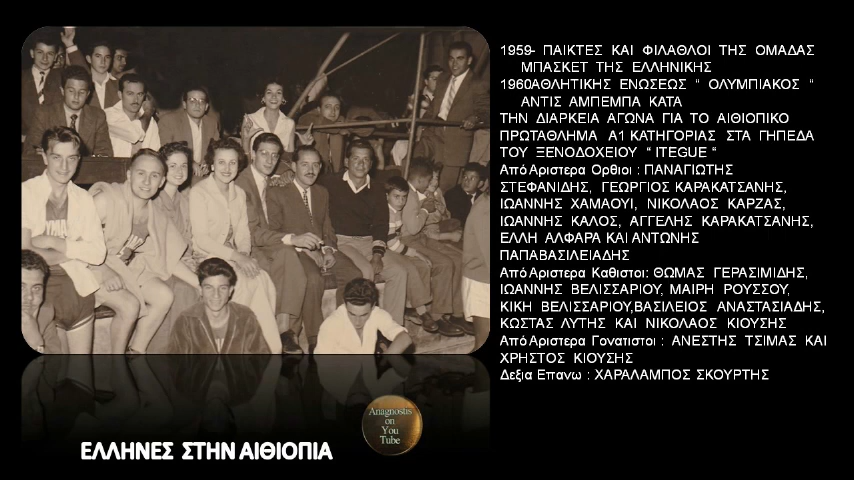 1959- ΠΑΙΚΤΕΣ ΚΑΙ ΦΙΛΑΘΛΟΙ ΤΗΣ ΟΜΑΔΑΣ
ΜΠΑΣΚΕΤ ΤΗΣ ΕΛΛΗΝΙΚΗΣ
1960ΑΘΛΗΤΙΚΗΣ ΕΝΩΣΕΩΣ “ ΟΛΥΜΠΙΑΚΟΣ “
ΑΝΤΙΣ ΑΜΠΕΜΠΑ ΚΑΤΑ
ΤΗΝ ΔΙΑΡΚΕΙΑ ΑΓΩΝΑ ΓΙΑ ΤΟ ΑΙΘΙΟΠΙΚΟ
ΠΡΩΤΑΘΛΗΜΑ Α1 ΚΑΤΗΓΟΡΙΑΣ ΣΤΑ ΓΗΠΕΔΑ
ΤΟΥ ΞΕΝΟΔΟΧΕΙΟΥ “ ITEGUE “
Από Αριστερα Ορθιοι : ΠΑΝΑΓΙΩΤΗΣ
ΣΤΕΦΑΝΙΔΗΣ, ΓΕΩΡΓΙΟΣ ΚΑΡΑΚΑΤΣΑΝΗΣ,
ΙΩΑΝΝΗΣ ΧΑΜΑΟΥΙ, ΝΙΚΟΛΑΟΣ ΚΑΡΖΑΣ,
ΙΩΑΝΝΗΣ ΚΑΛΟΣ, ΑΓΓΕΛΗΣ ΚΑΡΑΚΑΤΣΑΝΗΣ,
ΕΛΛΗ ΑΛΦΑΡΑ ΚΑΙ ΑΝΤΩΝΗΣ
ΠΑΠΑΒΑΣΙΛΕΙΑΔΗΣ
Από Αριστερα Καθιστοι: ΘΩΜΑΣ ΓΕΡΑΣΙΜΙΔΗΣ,
ΙΩΑΝΝΗΣ ΒΕΛΙΣΣΑΡΙΟΥ, ΜΑΙΡΗ ΡΟΥΣΣΟΥ,
ΚΙΚΗ ΒΕΛΙΣΣΑΡΙΟΥ,ΒΑΣΙΛΕΙΟΣ ΑΝΑΣΤΑΣΙΑΔΗΣ,
ΚΩΣΤΑΣ ΛΥΤΗΣ ΚΑΙ ΝΙΚΟΛΑΟΣ ΚΙΟΥΣΗΣ
Από Αριστερα Γονατιστοι : ΑΝΕΣΤΗΣ ΤΣΙΜΑΣ ΚΑΙ
ΧΡΗΣΤΟΣ ΚΙΟΥΣΗΣ
Δεξια Επανω : ΧΑΡΑΛΑΜΠΟΣ ΣΚΟΥΡΤΗΣ
Anagnostis
on
You
Tube
ΕΛΛΗΝΕΣ ΣΤΗΝ ΑΙΘΙΟΠΙΑ